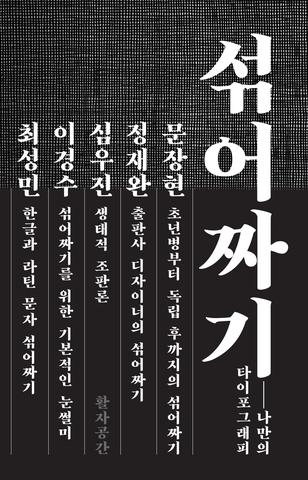 섞어짜기
——나만의
타이포그래피
문장현
초년병부터 독립 후까지의 섞어짜기
정재완
출판사 디자이너의 섞어짜기
심우진
생태적 조판론
활자공간
이경수
섞어짜기를 위한 기본적인 눈썰미
최성민
한글과 라틴 문자 섞어짜기